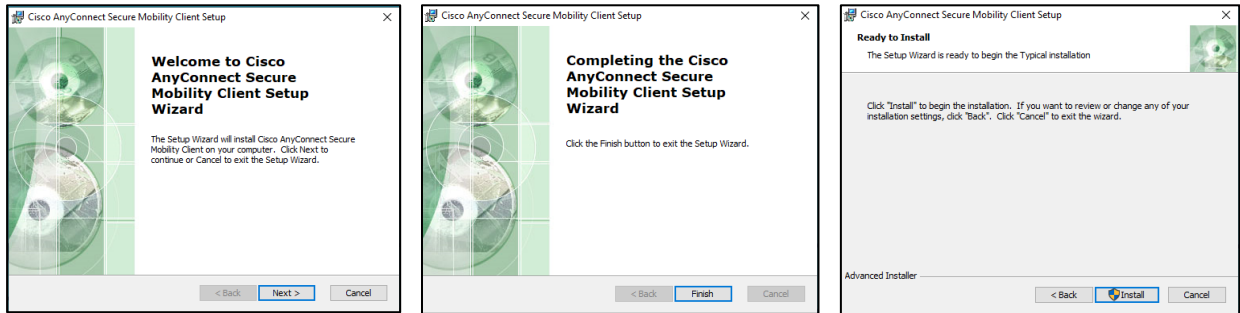 Cisco AnyConnect Secure Mobility Client Setup
Welcome to Cisco
AnyConnect Secure
Mobility Client Setup
Wizard
The Setup Wizard will install Cisco AnyConnect Secure
Mobility Client on your computer. Click Next to
continue or Cancel to exit the Setup Wizard.
< Back Next > Cancel
Cisco AnyConnect Secure Mobility Client Setup
Completing the Cisco
AnyConnect Secure
Mobility Client Setup
Wizard
Click the Finish button to exit the Setup Wizard.
< Back Finish Cancel
Cisco AnyConnect Secure Mobility Client Setup
Ready to Install
The Setup Wizard is ready to begin the Typical installation
Click "Install" to begin the installation. If you want to review or change any of your
installation settings, click "Back". Click "Cancel" to exit the wizard.
Advanced Installer
< Back Install Cancel